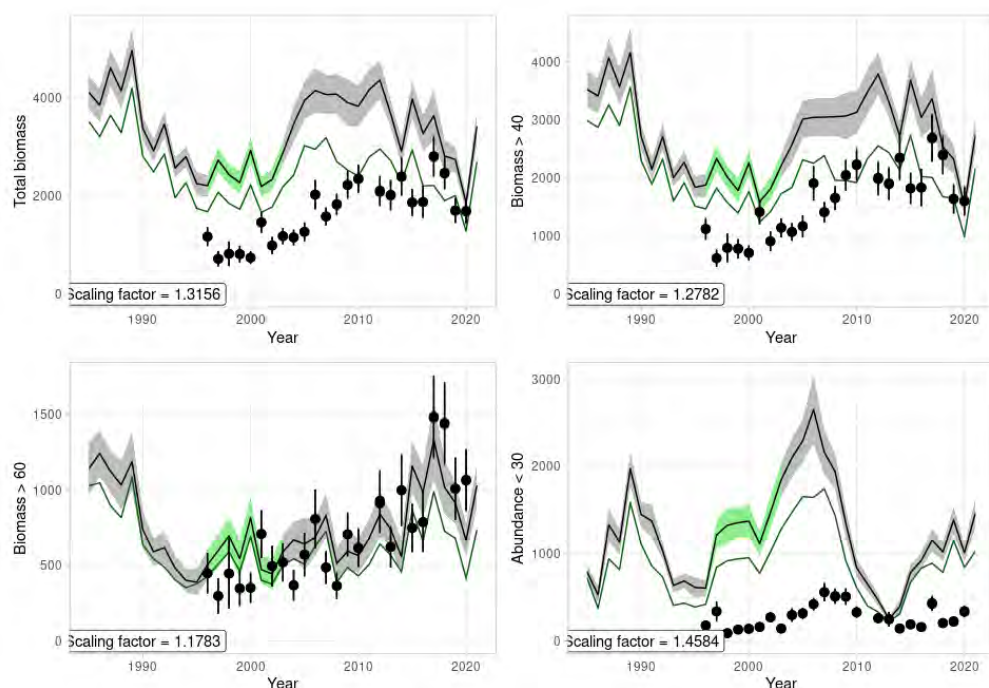 Total biomass
4000
2000
0
Scaling factor = 1.3156
1990
2000
2010
2020
Year
Biomass > 40
4000
3000
2000
1000
0
Scaling factor = 1.2782
1990
2000
2010
2020
Year
Biomass > 60
1500
1000
500
0
Scaling factor = 1.1783
1990
2000
2010
2020
Year
Abundance < 30
3000
2000
1000
0
Scaling factor = 1.4584
1990
2000
2010
2020
Year